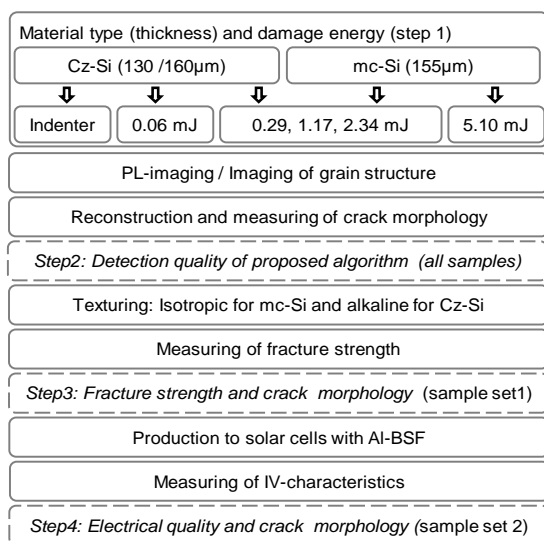 Material type (thickness) and damage energy (step 1)
Cz-Si (130 /160µm) mc-Si (155µm)
Indenter 0.06 mJ 0.29, 1.17, 2.34 mJ 5.10 mJ
PL-imaging / Imaging of grain structure
Reconstruction and measuring of crack morphology
Step2: Detection quality of proposed algorithm (all samples)
Texturing: Isotropic for mc-Si and alkaline for Cz-Si
Measuring of fracture strength
Step3: Fracture strength and crack morphology (sample set1)
Production to solar cells with Al-BSF
Measuring of IV-characteristics
Step4: Electrical quality and crack morphology (sample set 2)